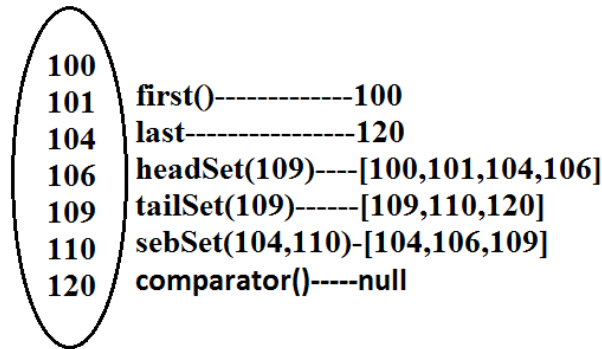 100
101
104
106
109
110
120
first()-------------100
last----------------120
headSet(109)----[100,101,104,106]
tailSet(109)------[109,110,120]
sebSet(104,110)-[104,106,109]
comparator()-----null